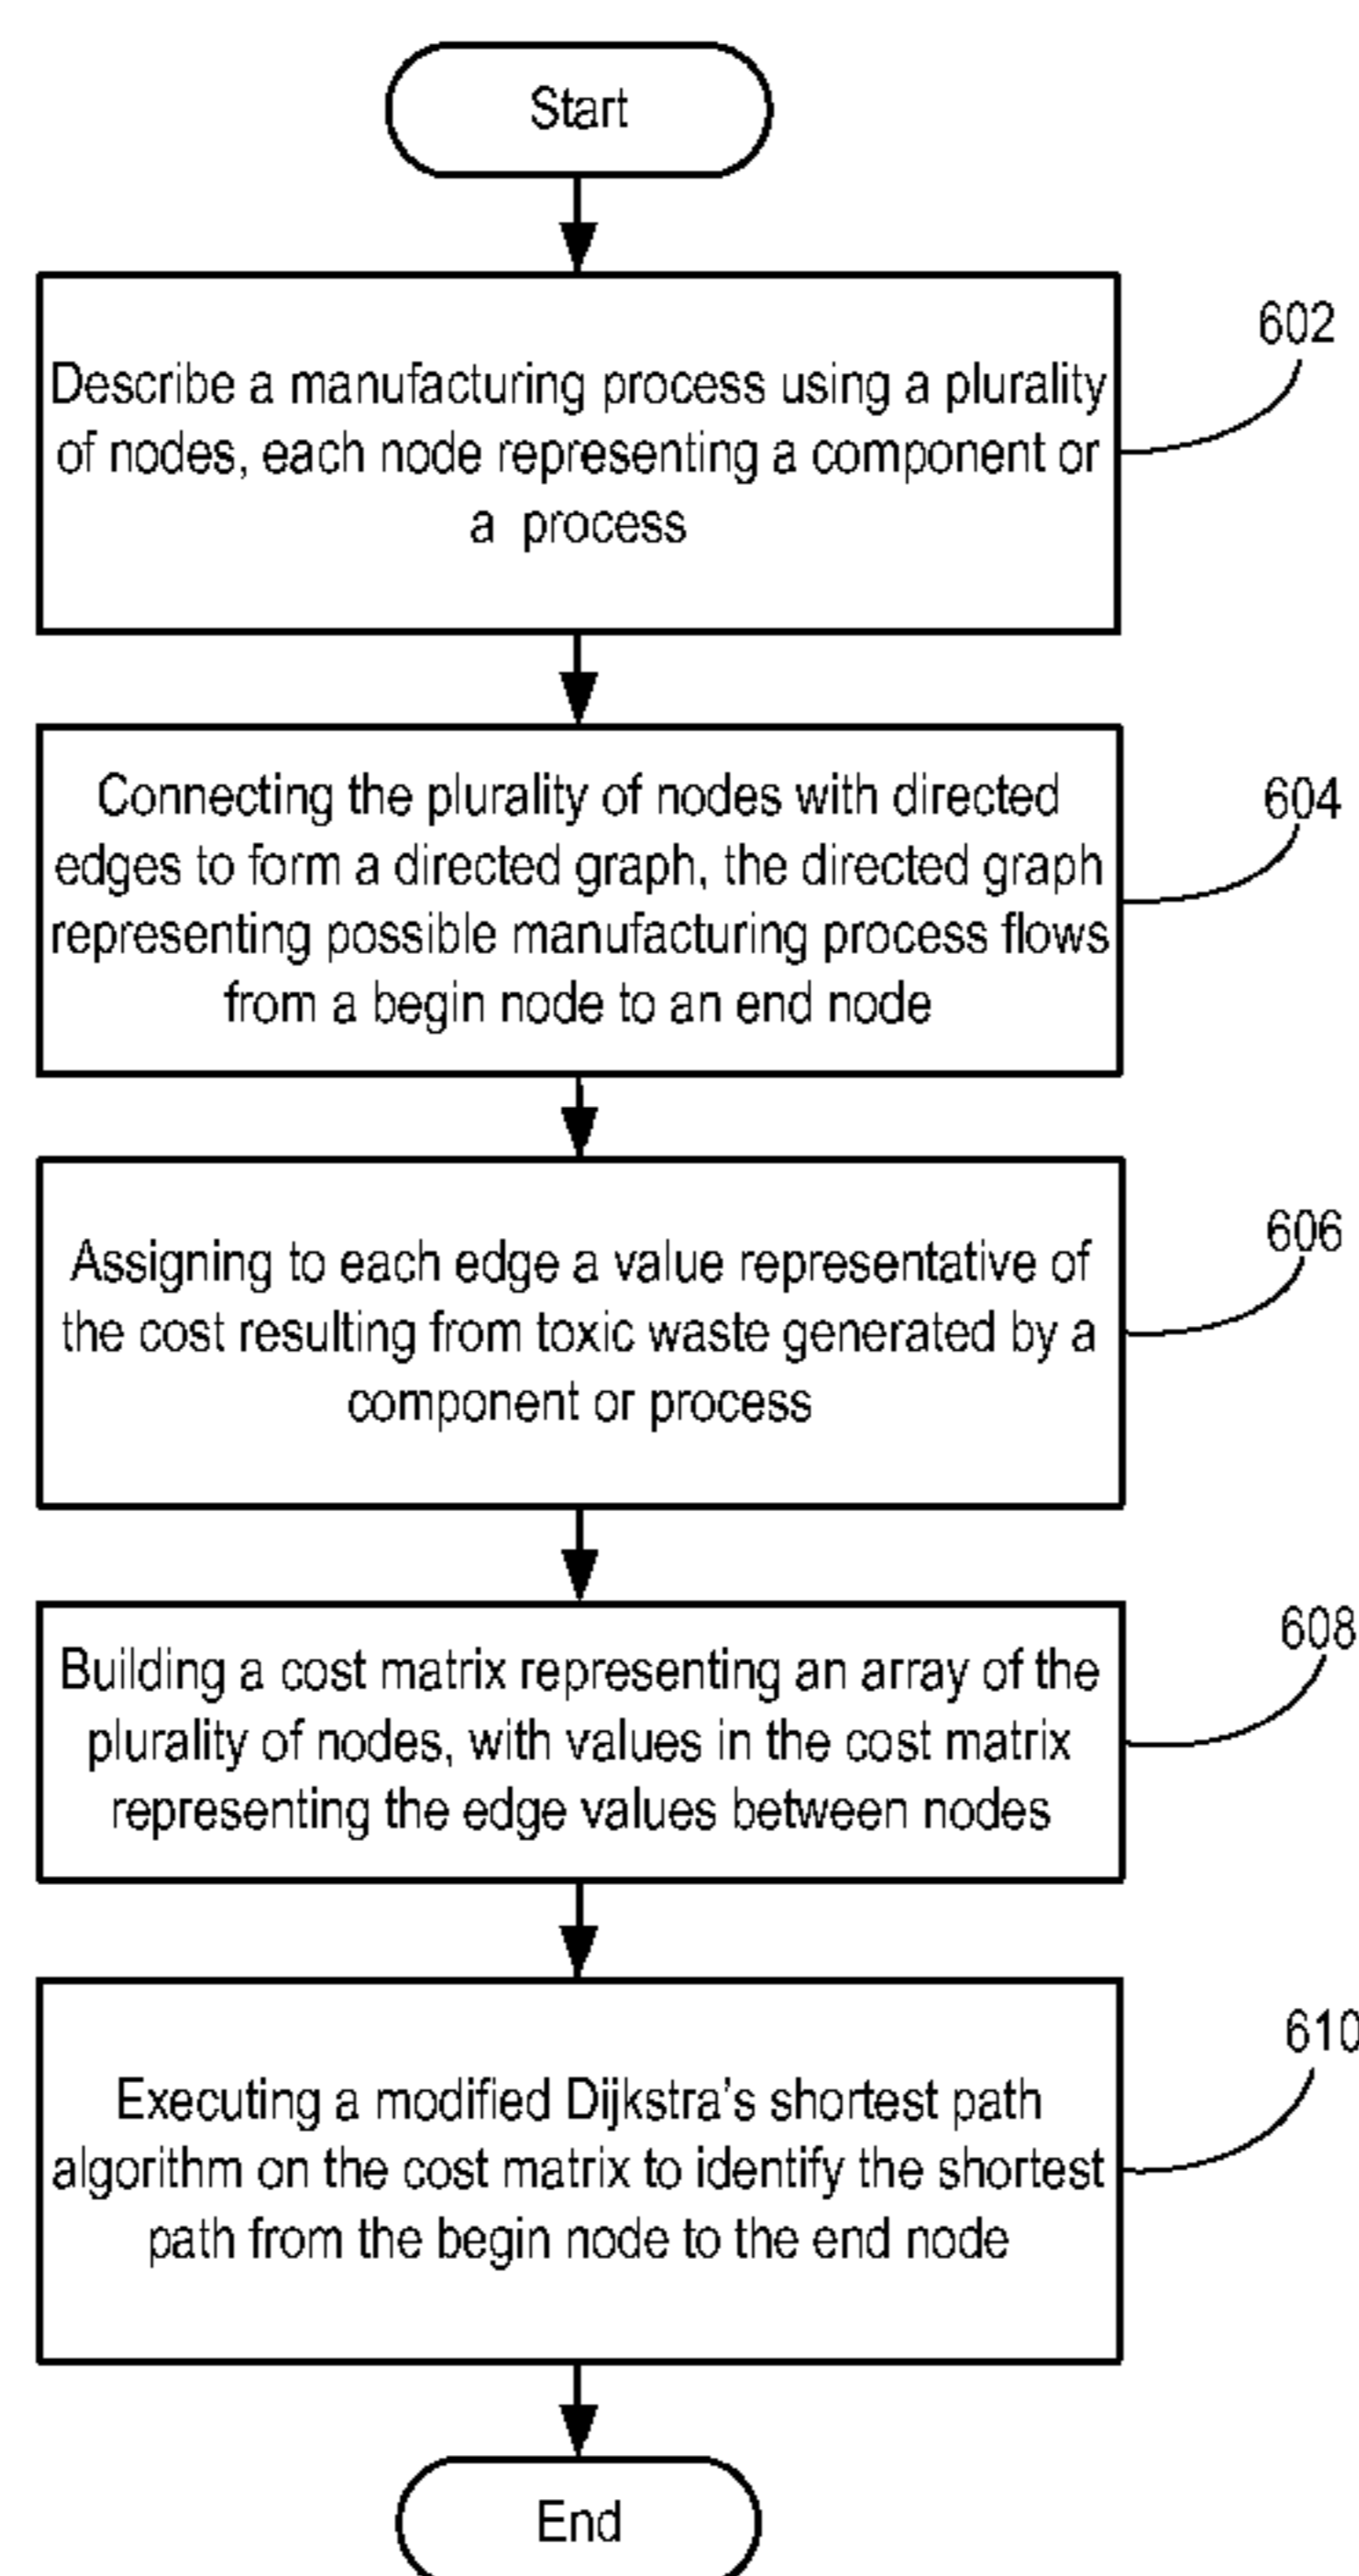 Start
602
Describe a manufacturing process using a plurality
of nodes, each node representing a component or
a process
604
Connecting the plurality of nodes with directed
edges to form a directed graph, the directed graph
representing possible manufacturing process flows
from a begin node to an end node
606
Assigning to each edge a value representative of
the cost resulting from toxic waste generated by a
component or process
608
Building a cost matrix representing an array of the
plurality of nodes, with values in the cost matrix
representing the edge values between nodes
610
Executing a modified Dijkstra's shortest path
algorithm on the cost matrix to identify the shortest
path from the begin node to the end node
End